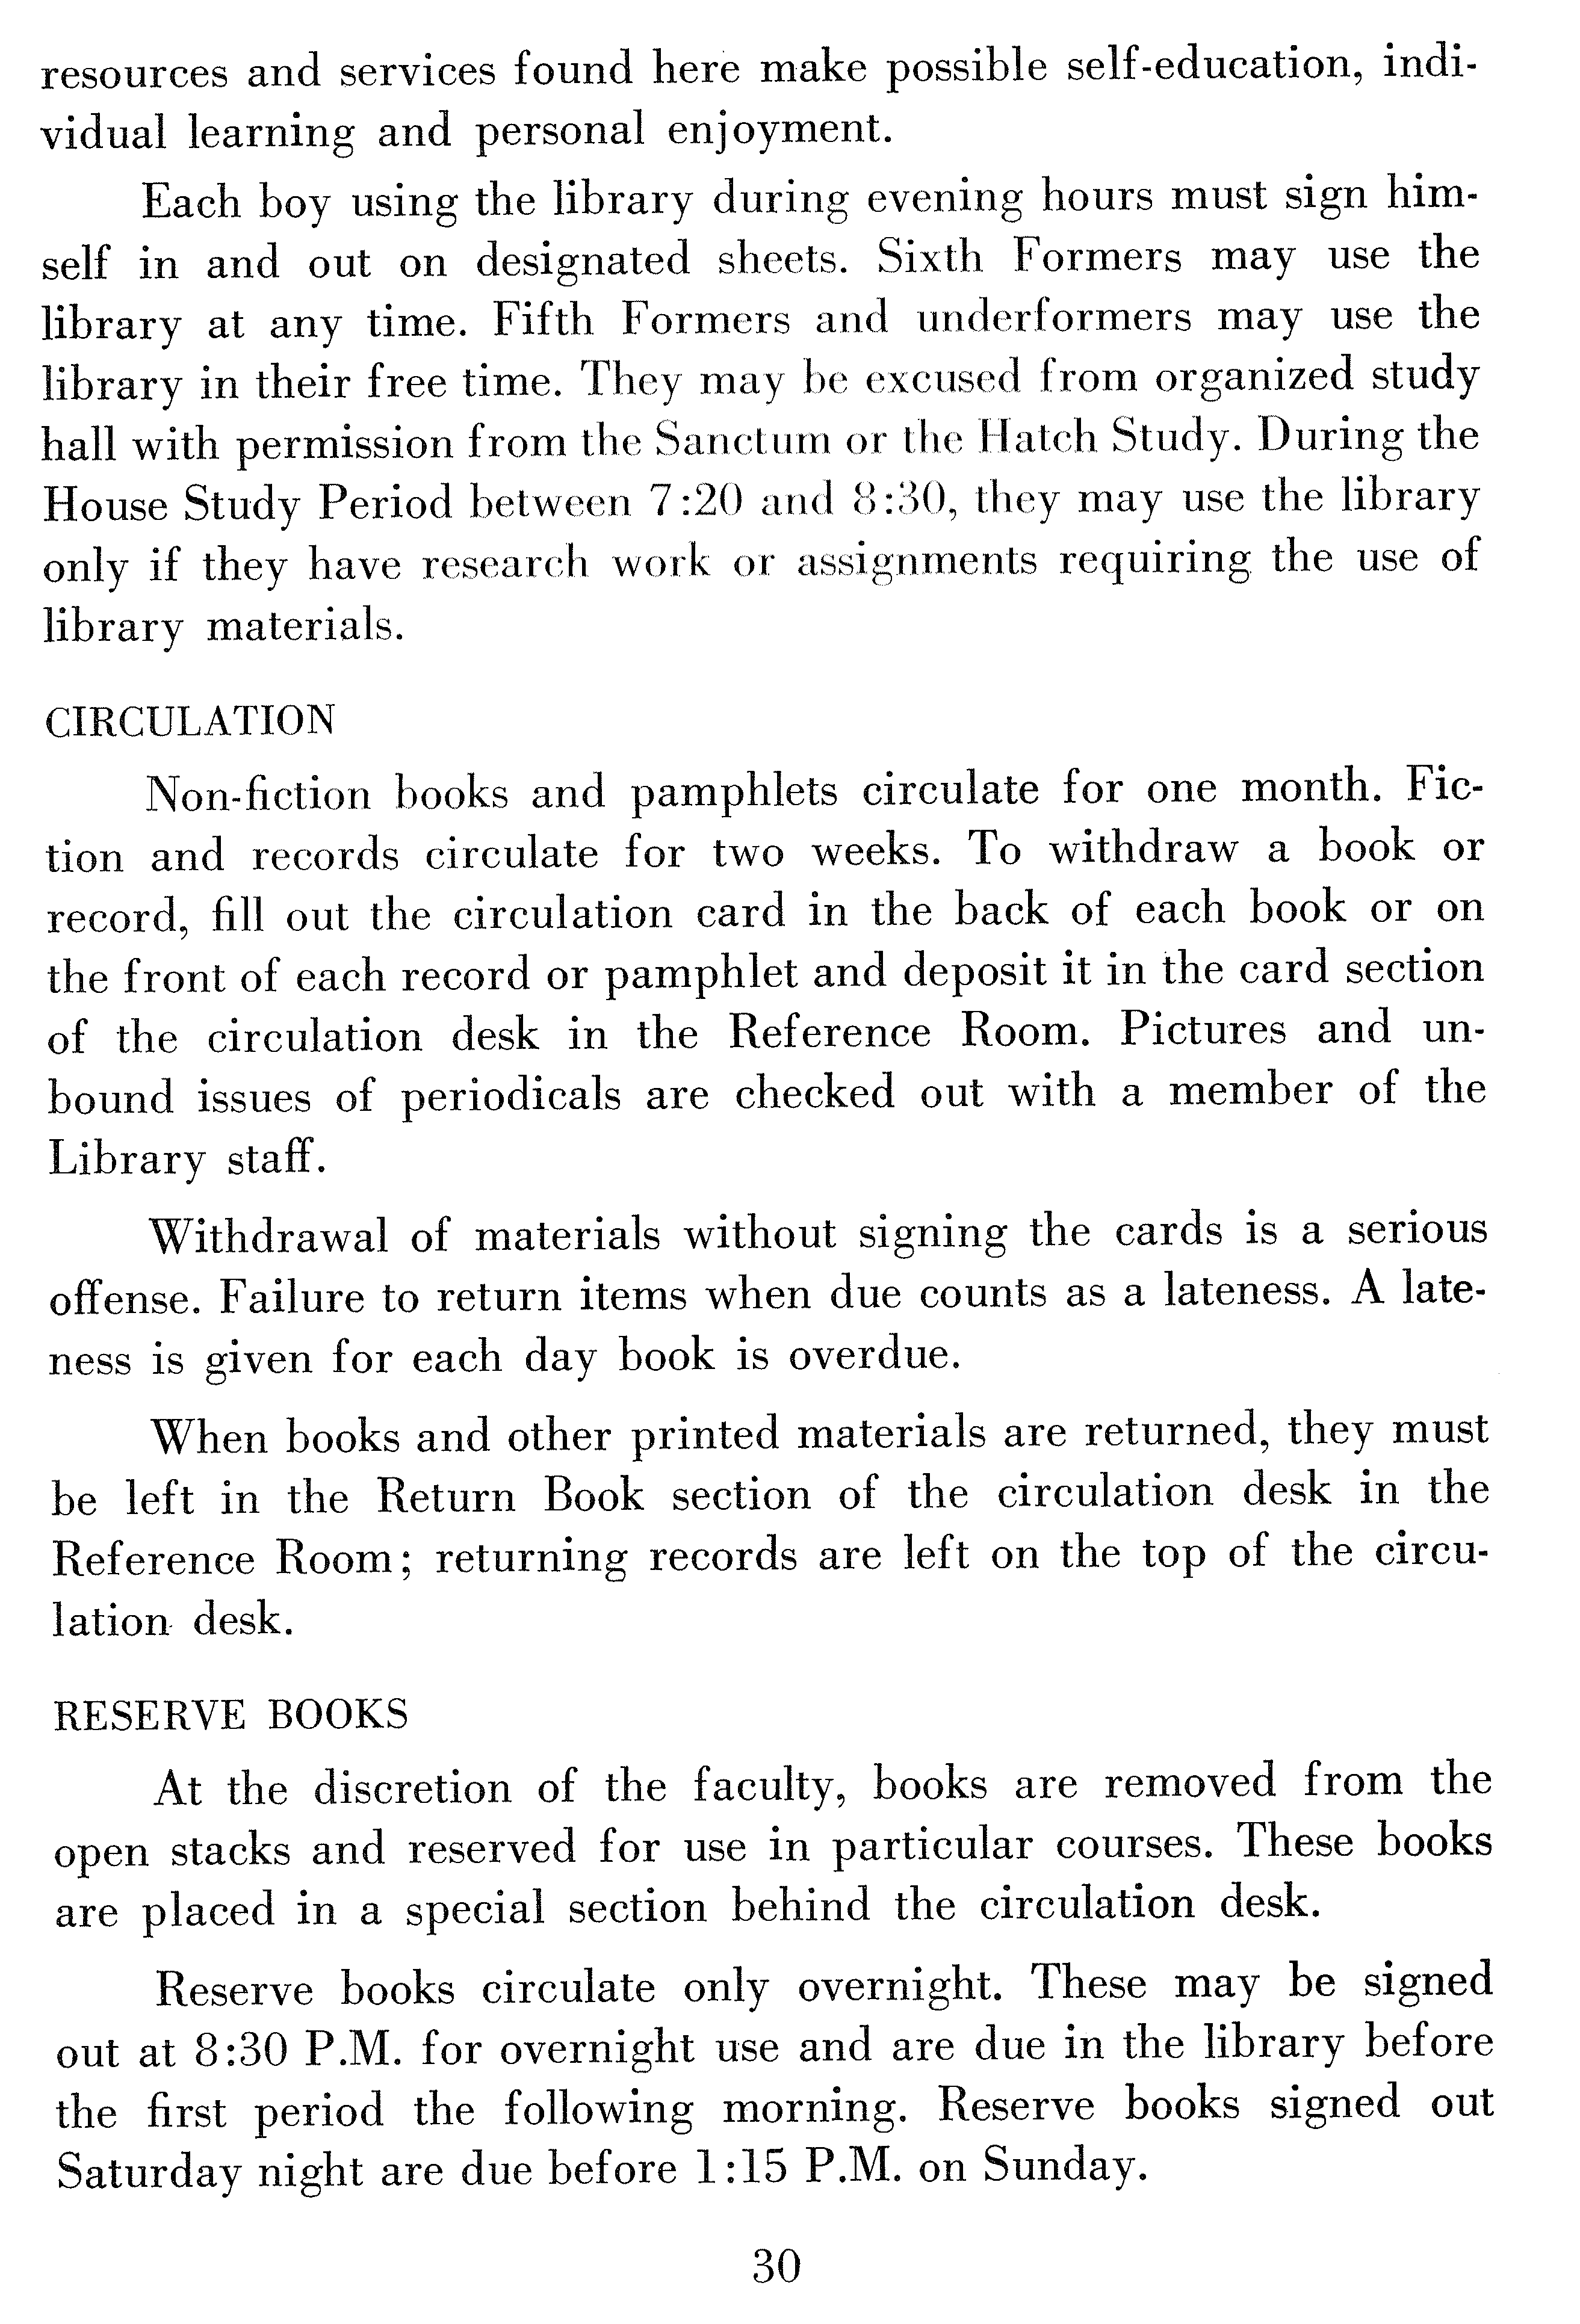 resources and services found here make possible self-education, indi-
vidual learning and personal enjoyment.
Each boy using the library during evening hours must sign him-
self in and out on designated sheets. Sixth Formers may use the
library at any time. Fifth Formers and underformers may use the
library in their free time. They may be excused from organized study
hall with permission from the Sanctum or the Hatch Study. During the
House Study Period between 7:20 and 8:30, they may use the library
only if they have research work or assignments requiring the use of
library materials.
CIRCULATION
Non-fiction books and pamphlets circulate for one month. Fic-
tion and records circulate for two weeks. To withdraw a book or
record, fill out the circulation card in the back of each book or on
the front of each record or pamphlet and deposit it in the card section
of the circulation desk in the Reference Room. Pictures and un-
bound issues of periodicals are checked out with a member of the
Library staff.
Withdrawal of materials without signing the cards is a serious
offense. Failure to return items when due counts as a lateness. A late-
ness is given for each day book is overdue.
When books and other printed materials are returned, they must
be left in the Return Book section of the circulation desk in the
Reference Room; returning records are left on the top of the circu-
lation desk.
RESERVE BOOKS
At the discretion of the faculty, books are removed from the
open stacks and reserved for use in particular courses. These books
are placed in a special section behind the circulation desk.
Reserve books circulate only overnight. These may be signed
out at 8:30 P.M. for overnight use and are due in the library before
the first period the following morning. Reserve books signed out
Saturday night are due before 1:15 P.M. on Sunday.
30